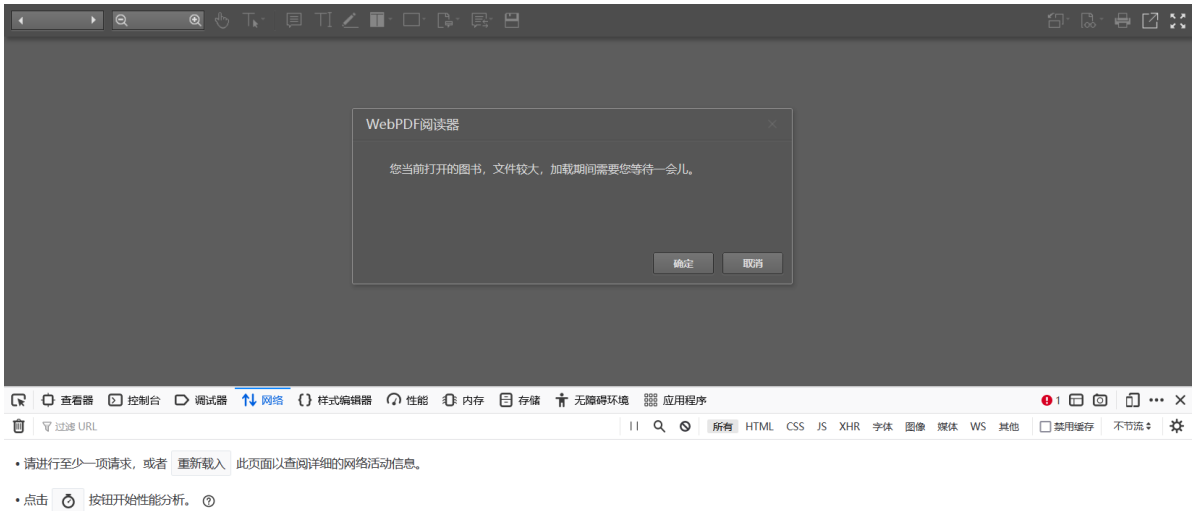 WebPDF阅读器
您当前打开的图书，文件较大，加载期间需要您等待一会儿。
确定 取消
查看器 控制台 调试器 网络 样式编辑器 性能 内存 存储 无障碍环境 应用程序 1
过滤 URL 所有 HTML CSS JS XHR 字体 图像 媒体 WS 其他 禁用缓存 不节流
• 请进行至少一项请求，或者 重新载入 此页面以查阅详细的网络活动信息。
• 点击 按钮开始性能分析。